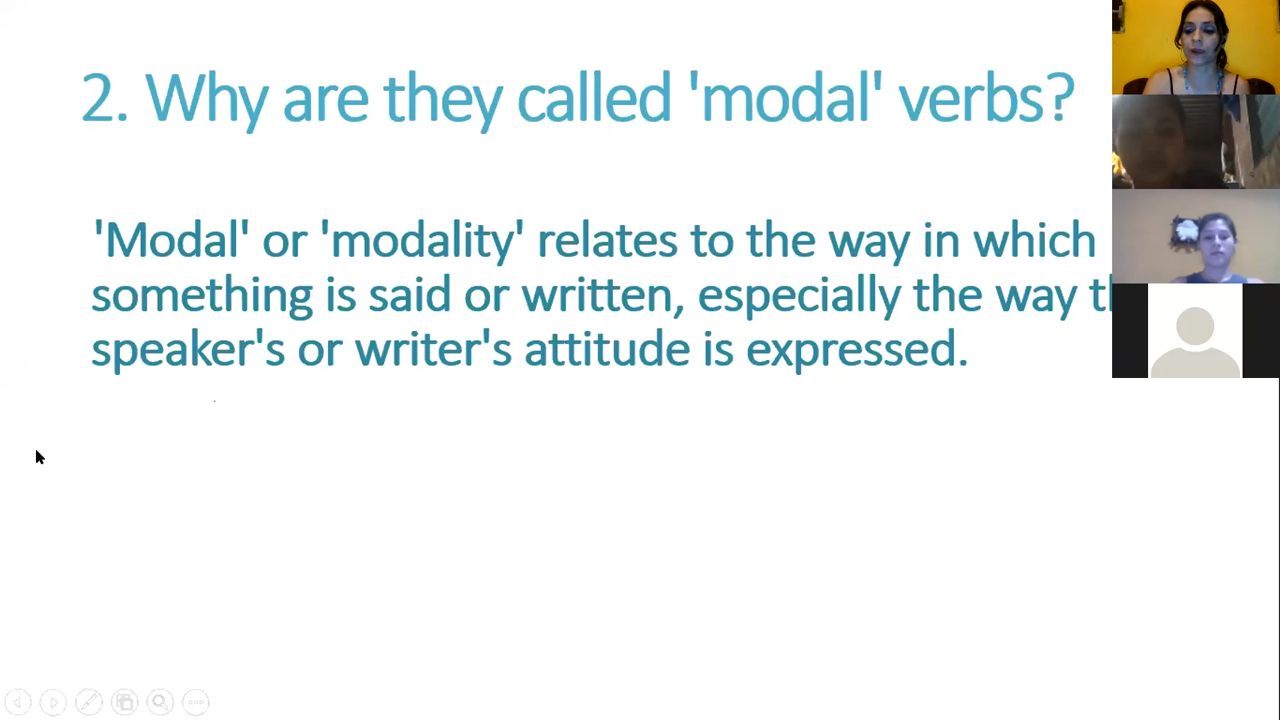 2. Why are they called 'modal' verbs?
'Modal' or 'modality' relates to the way in which
something is said or written, especially the way
speaker's or writer's attitude is expressed.